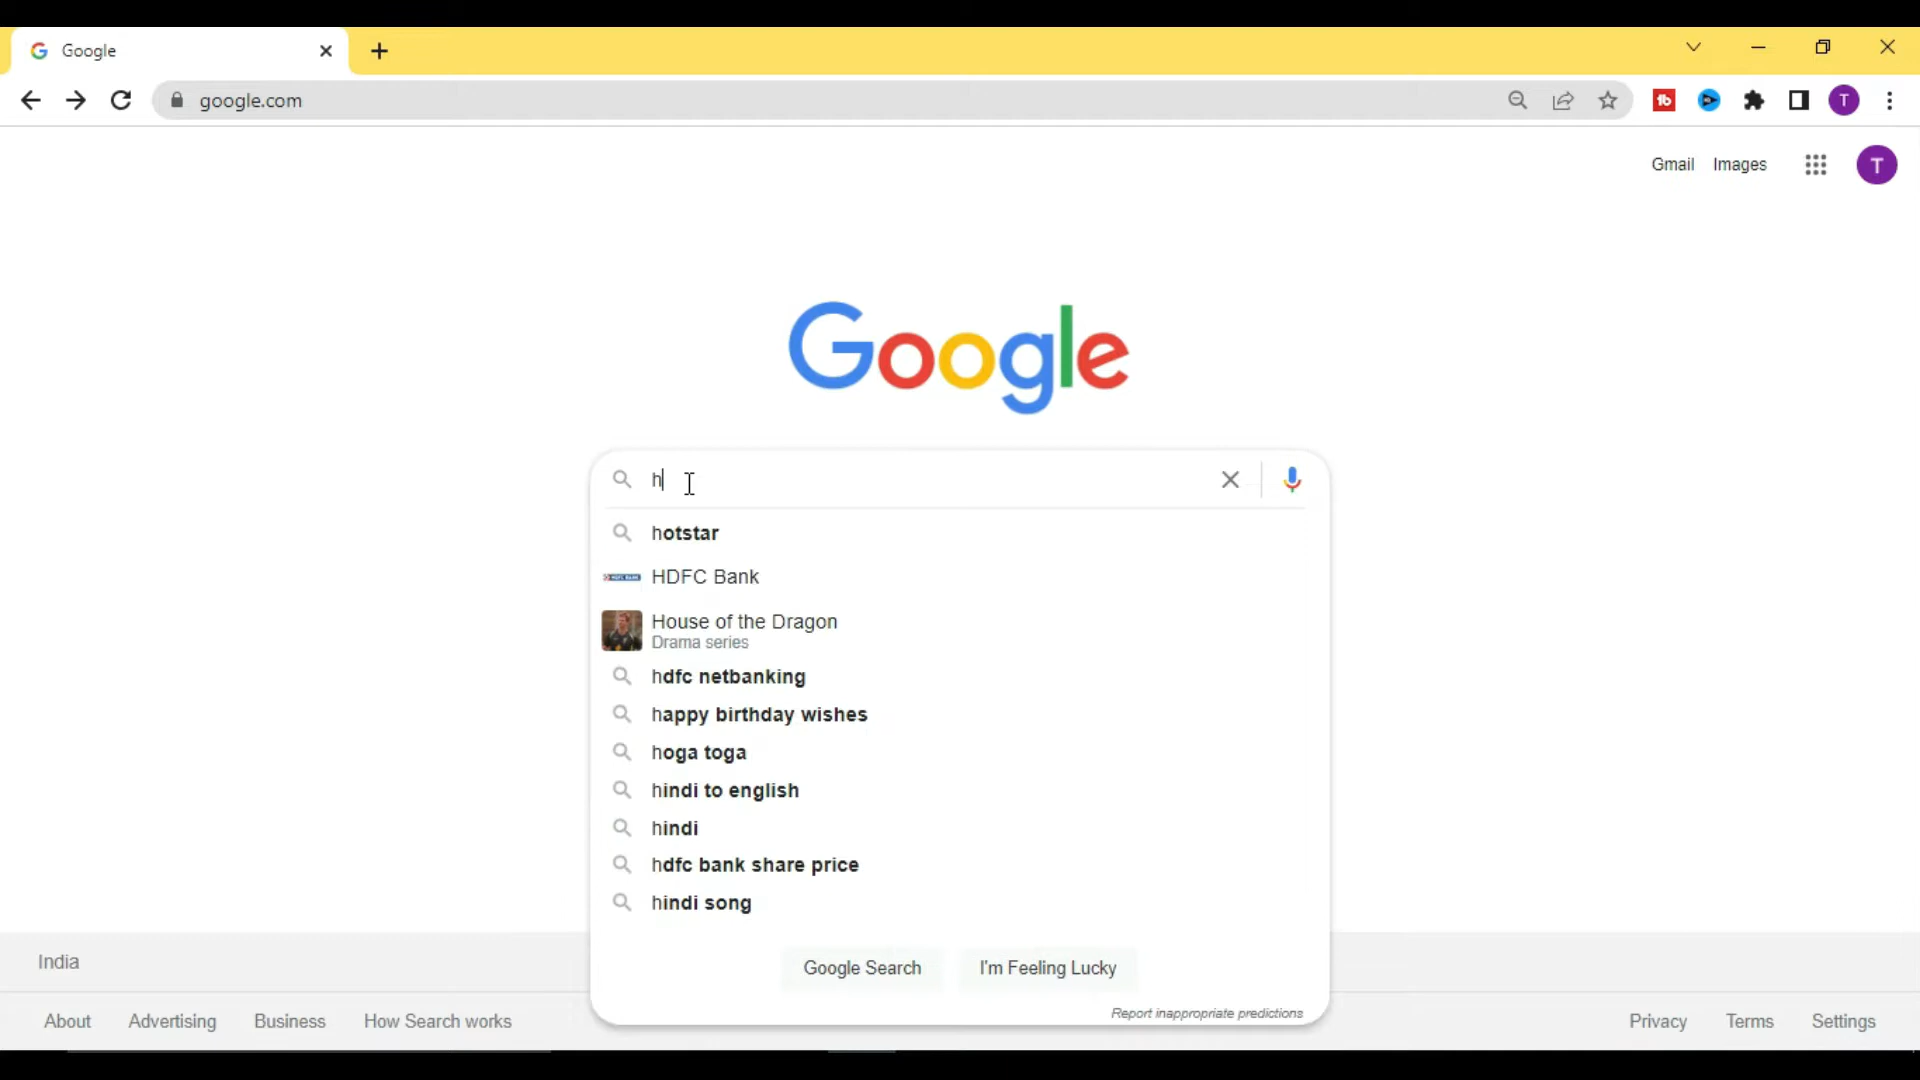 Google
google.com
Gmail Images
T
T
Google
h
hotstar
HDFC BANK HDFC Bank
House of the Dragon
Drama series
hdfc netbanking
happy birthday wishes
hoga toga
hindi to english
hindi
hdfc bank share price
hindi song
Google Search I'm Feeling Lucky
Report inappropriate predictions
India
About Advertising Business How Search works Privacy Terms Settings